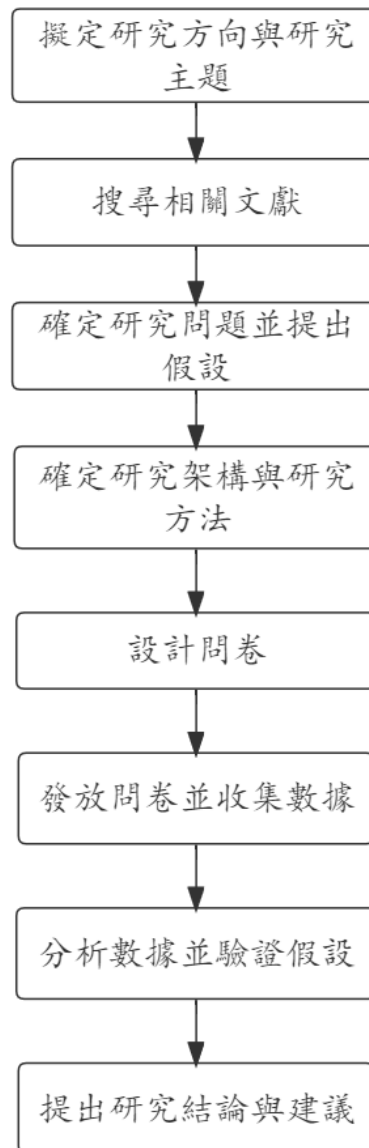 擬定研究方向與研究
主題
搜尋相關文獻
確定研究問題並提出
假設
確定研究架構與研究
方法
設計問卷
發放問卷並收集數據
分析數據並驗證假設
提出研究結論與建議